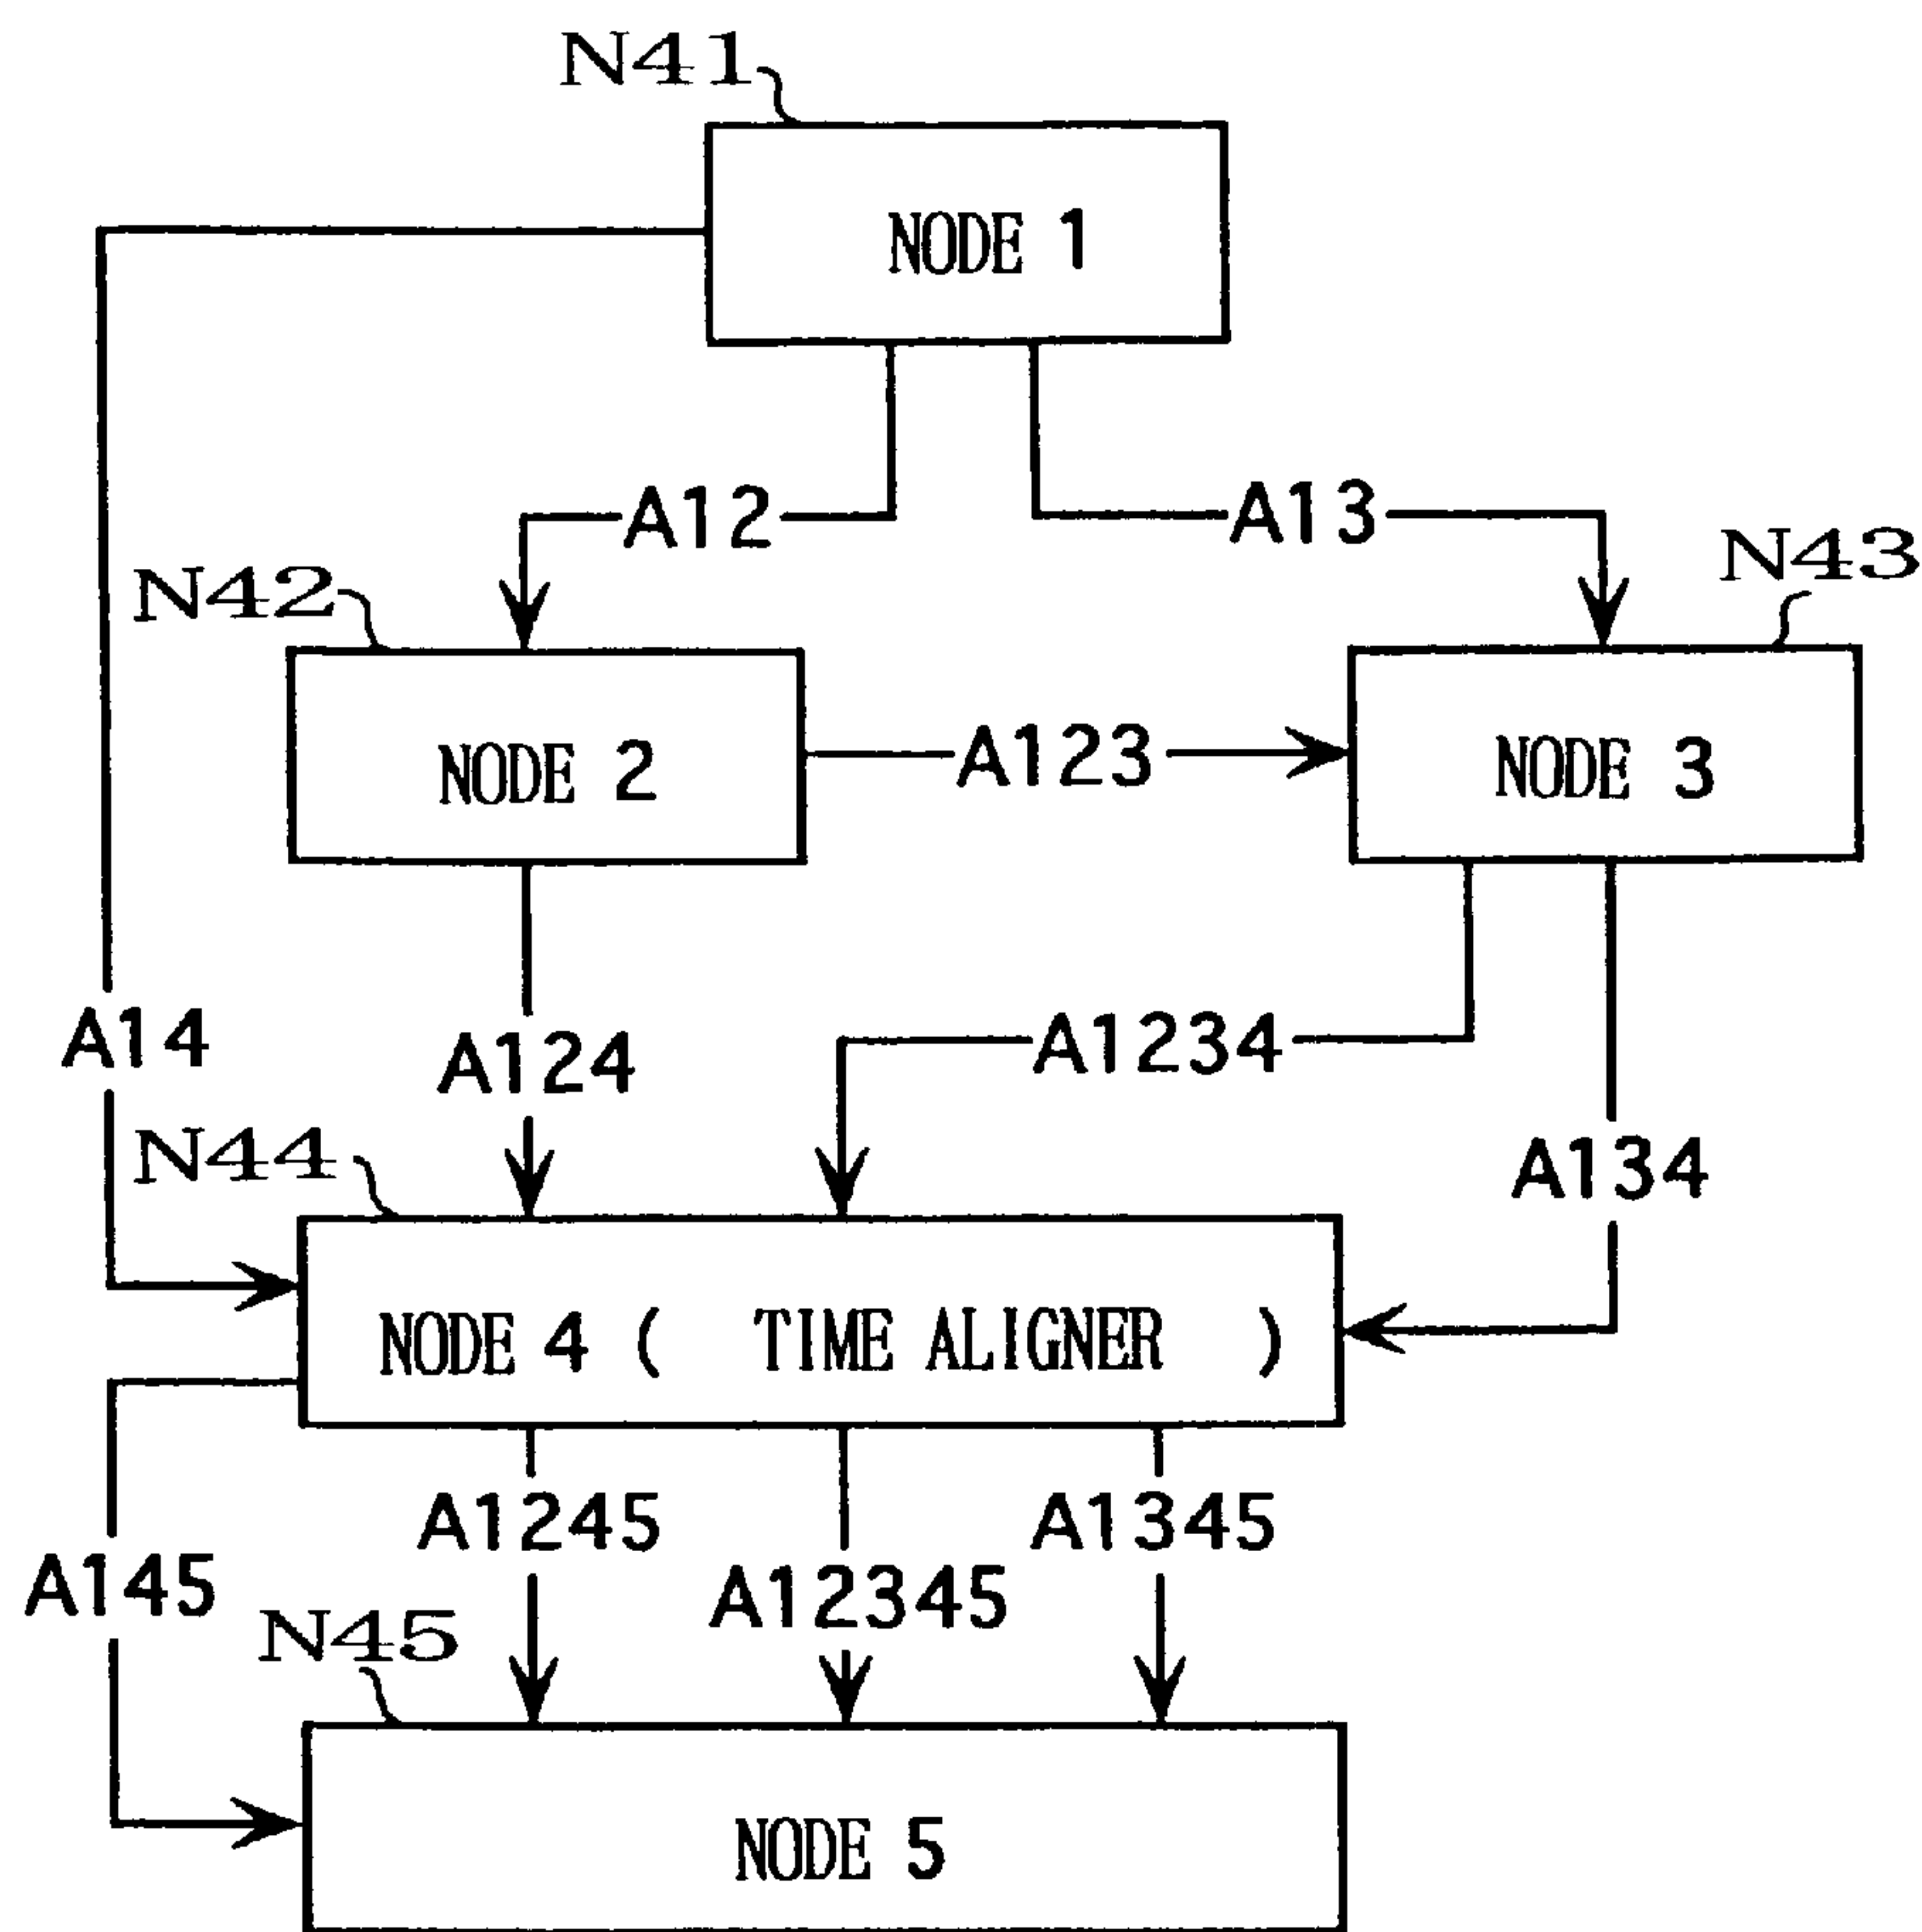 N41
NODE 1
A12
A13
N42
N43
NODE 2
A123
NODE 3
A14
A124
A1234
N44
A134
NODE 4 ( TIME ALIGNER )
A1245
A1345
A145
A12345
N45
NODE 5